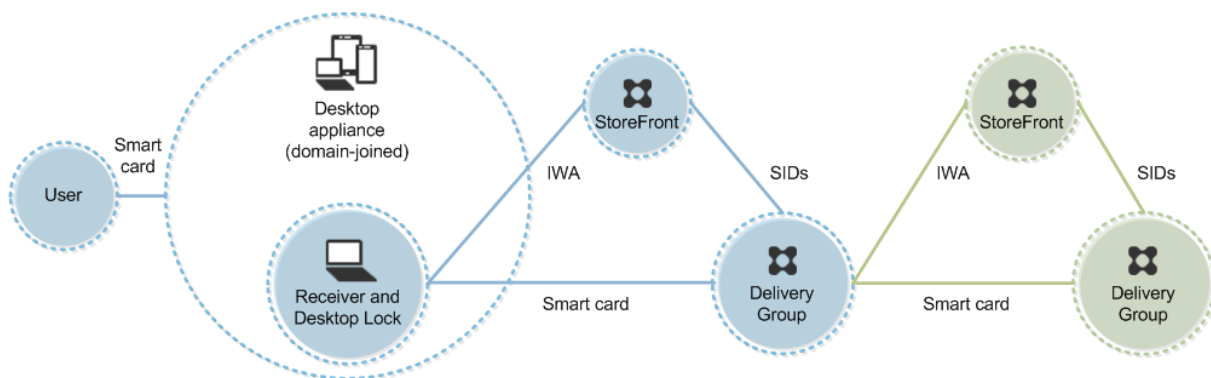 User
Smart
card
Desktop
appliance
(domain-joined)
Receiver and
Desktop Lock
IWA
StoreFront
SIDs
Smart card
Delivery
Group
IWA
StoreFront
SIDs
Smart card
Delivery
Group